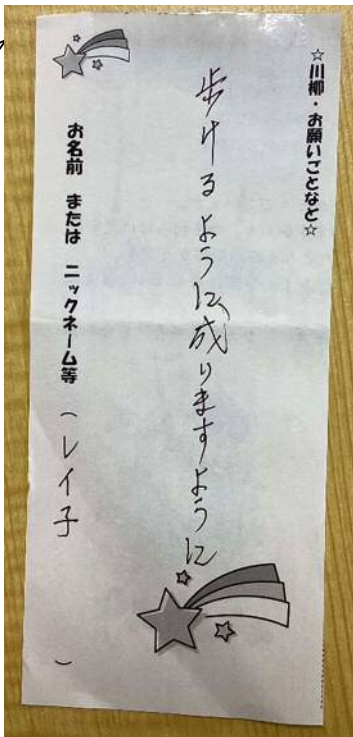 ☆川柳・お願いごとなど☆
歩けるように成りますように
お名前 または ニックネーム等 (レイ子 )